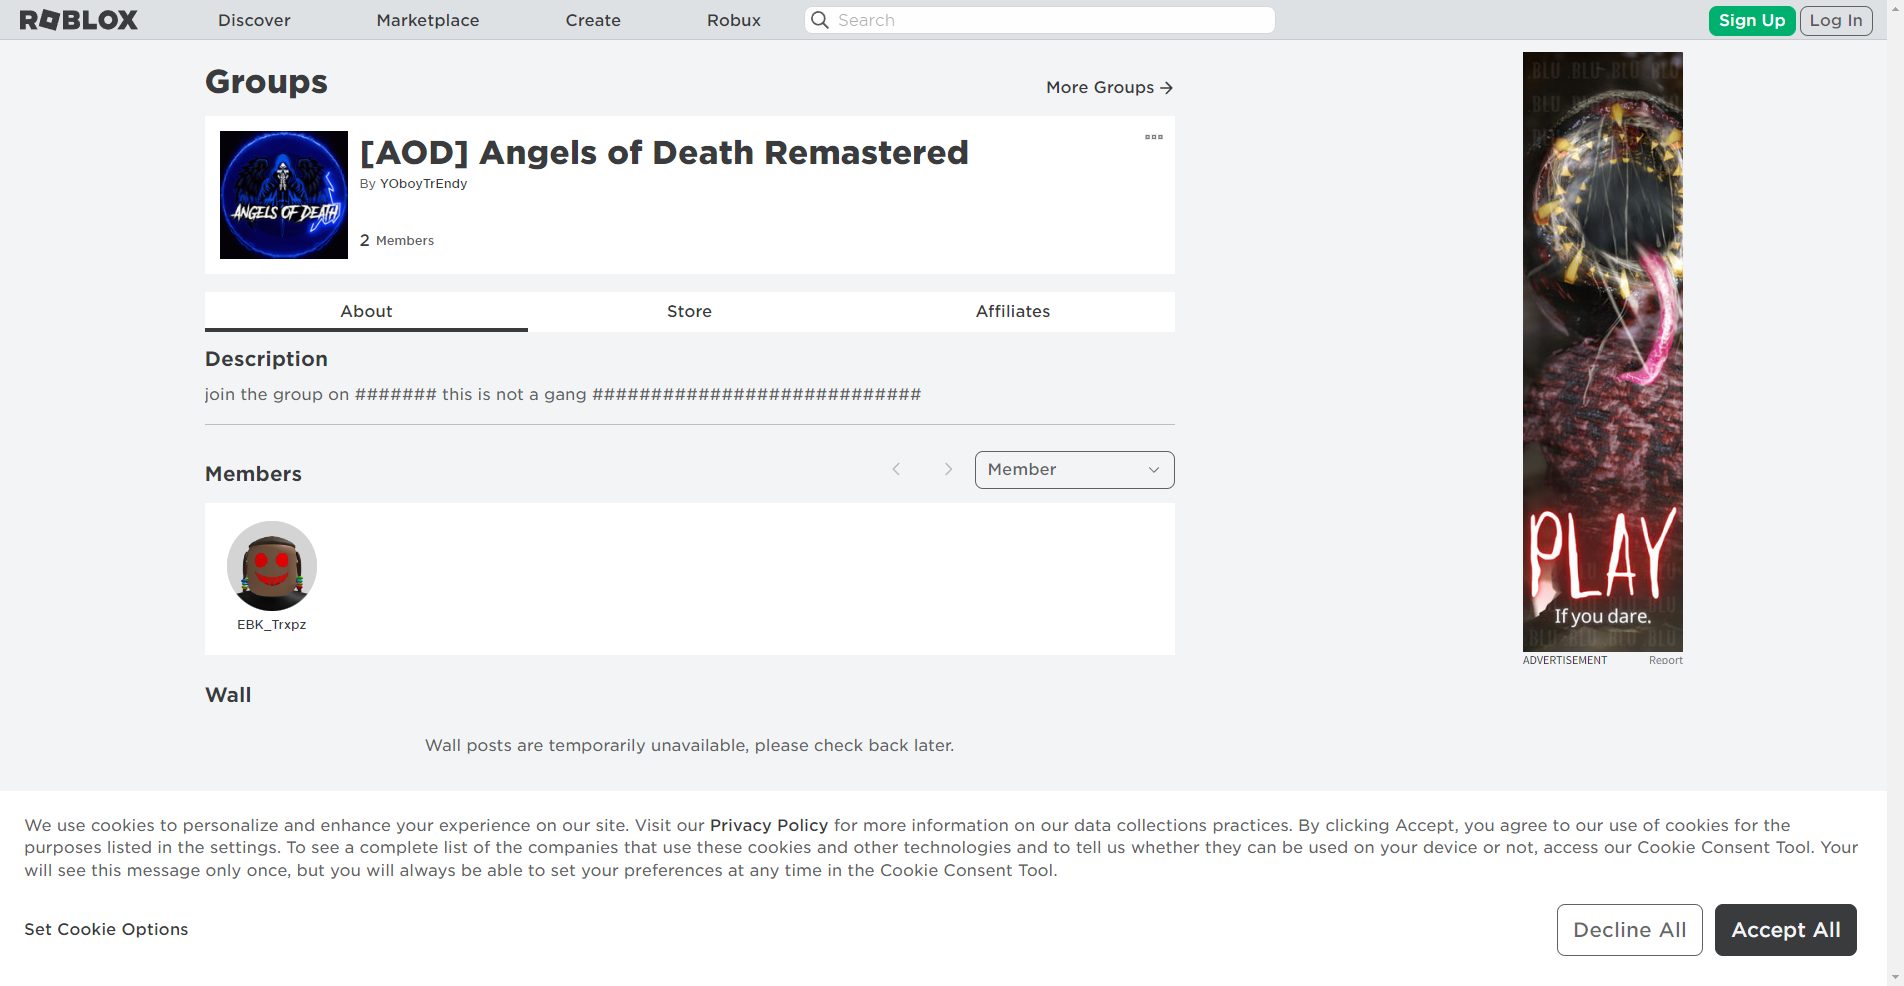 ROBLOX
Discover
Marketplace
Create
Robux
Search
Sign Up
Log In
Groups
More Groups
[AOD] Angels of Death Remastered
By YOboyTrEndy
2 Members
ANGELS OF DEATH
About
Store
Affiliates
Description
join the group on ####### this is not a gang ############################
Members
Member
EBK_Trxpz
Wall
Wall posts are temporarily unavailable, please check back later.
BLU BLU BLU BLU
PLAY
If you dare.
ADVERTISEMENT
Report
We use cookies to personalize and enhance your experience on our site. Visit our Privacy Policy for more information on our data collections practices. By clicking Accept, you agree to our use of cookies for the
purposes listed in the settings. To see a complete list of the companies that use these cookies and other technologies and to tell us whether they can be used on your device or not, access our Cookie Consent Tool. Your
will see this message only once, but you will always be able to set your preferences at any time in the Cookie Consent Tool.
Set Cookie Options
Decline All
Accept All